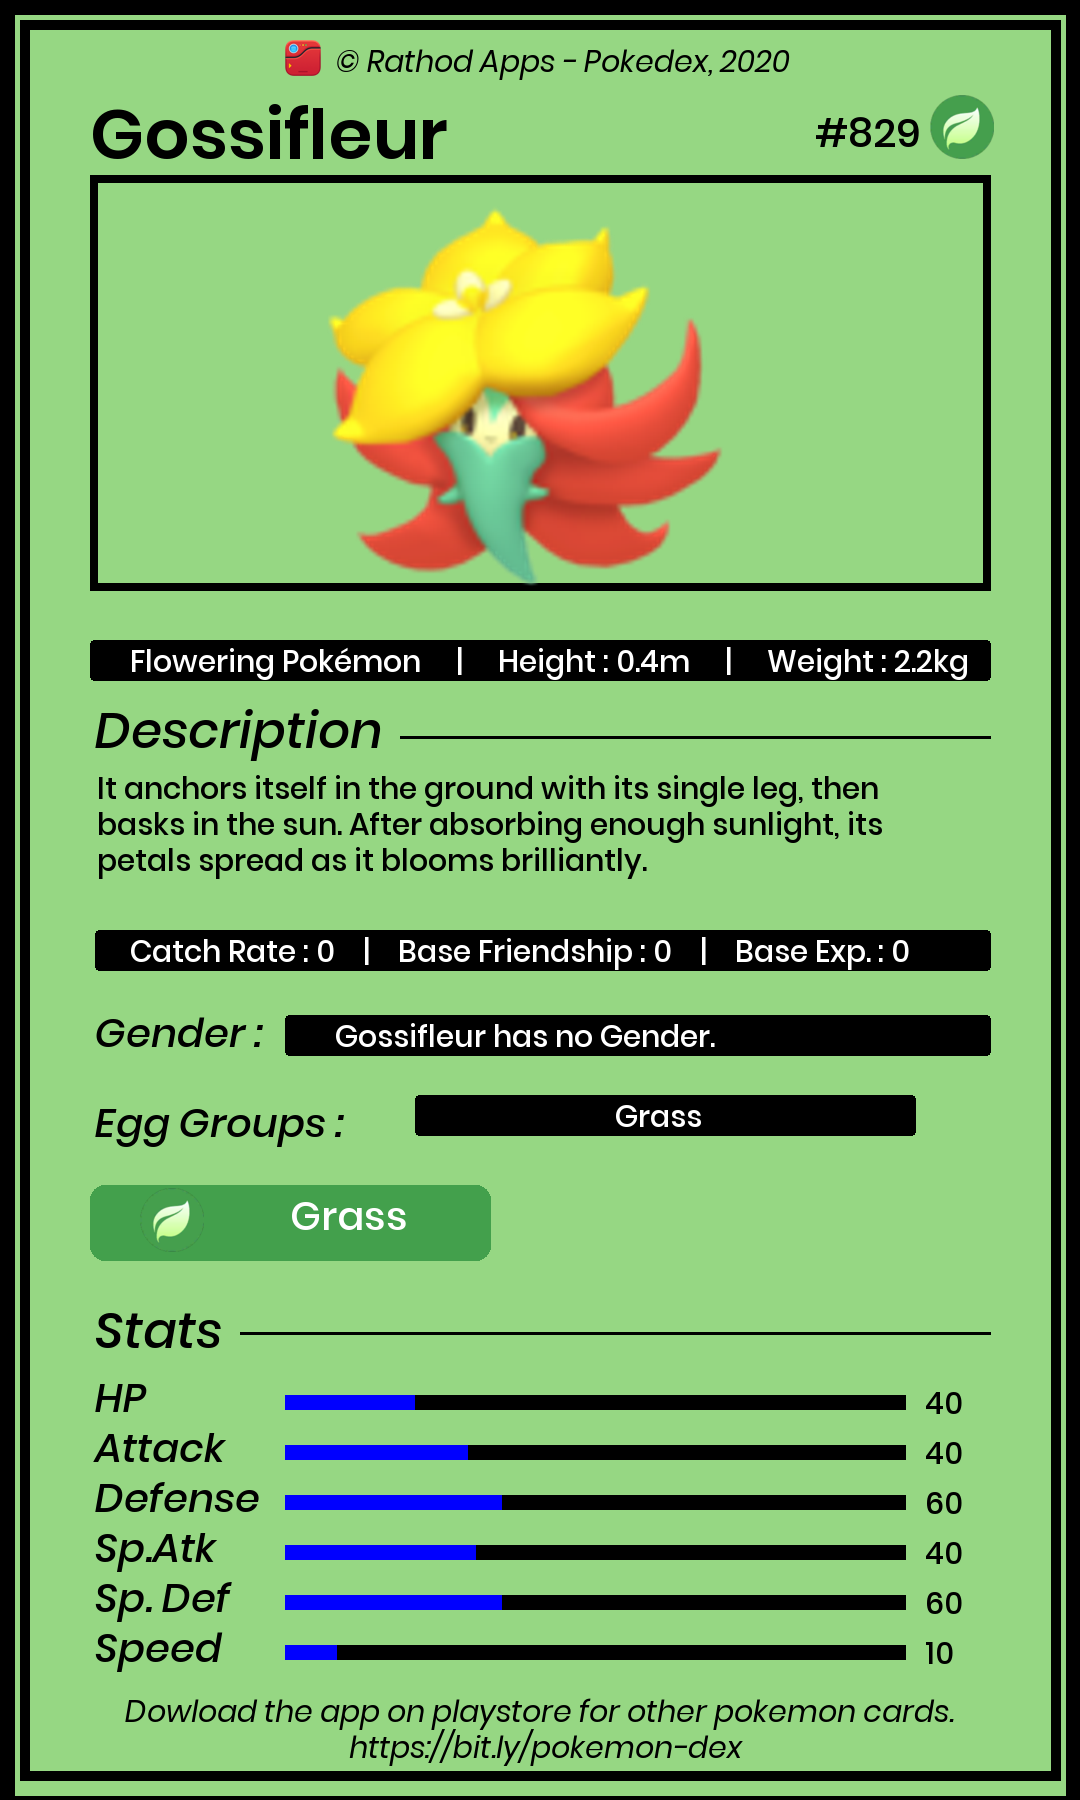 © Rathod Apps - Pokedex, 2020
Gossifleur
#829
Flowering Pokémon | Height : 0.4m | Weight : 2.2kg
Description
It anchors itself in the ground with its single leg, then
basks in the sun. After absorbing enough sunlight, its
petals spread as it blooms brilliantly.
Catch Rate : 0 | Base Friendship : 0 | Base Exp. : 0
Gender : Gossifleur has no Gender.
Egg Groups : Grass
Grass
Stats
HP 40
Attack 40
Defense 60
Sp.Atk 40
Sp. Def 60
Speed 10
Dowload the app on playstore for other pokemon cards.
https://bit.ly/pokemon-dex